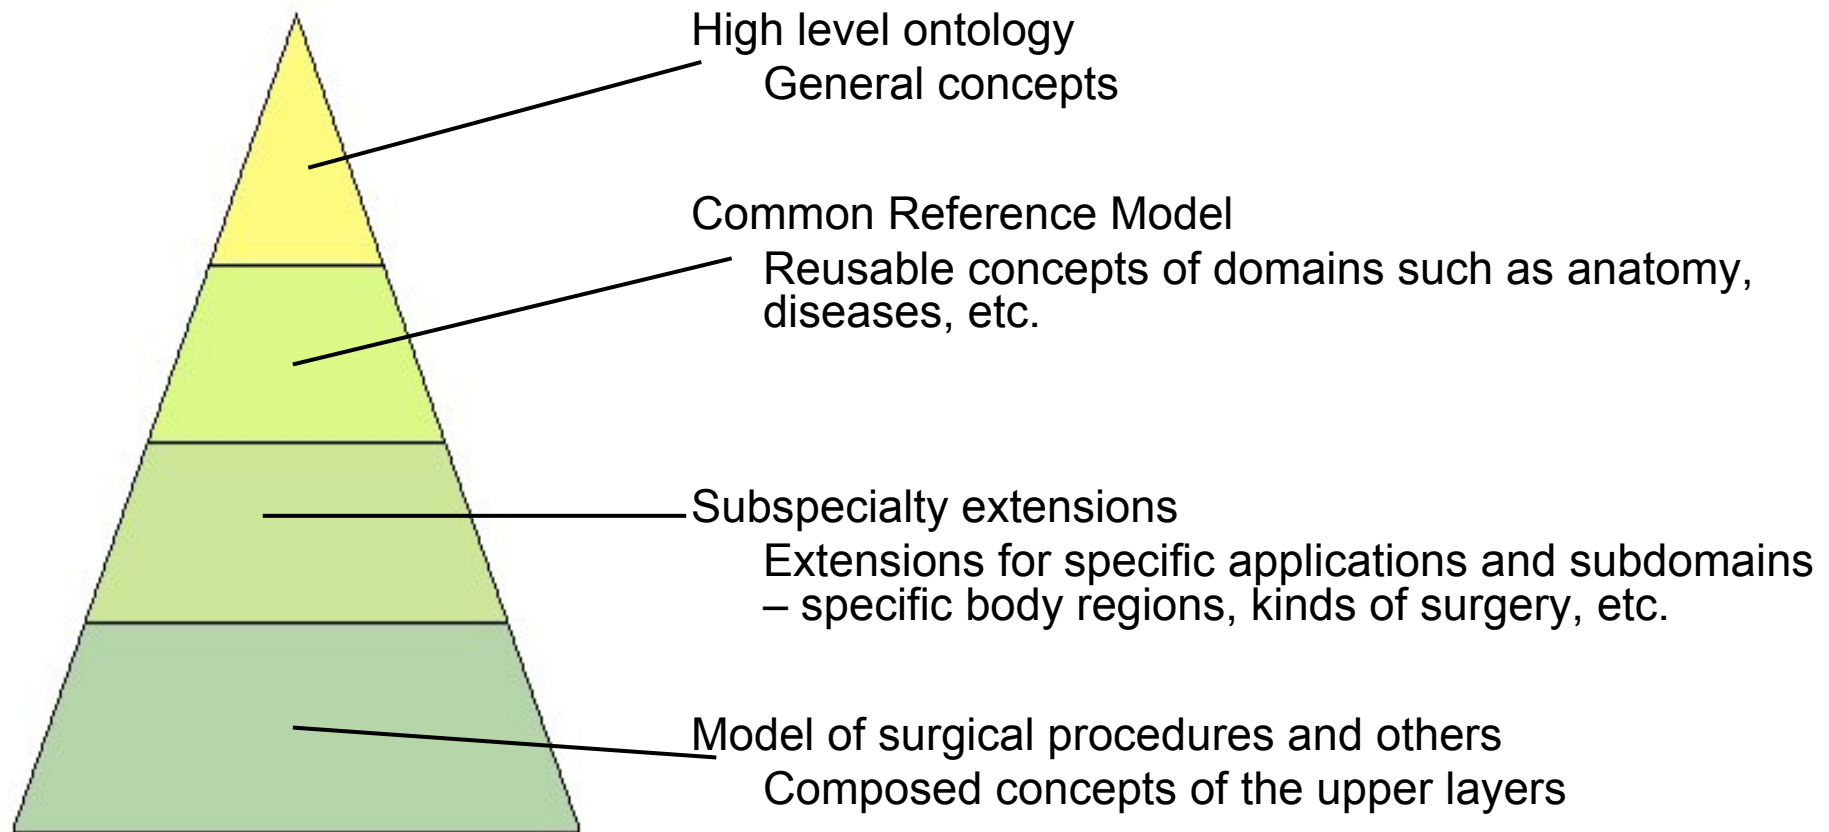 High level ontology
General concepts
Common Reference Model
Reusable concepts of domains such as anatomy,
diseases, etc.
Subspecialty extensions
Extensions for specific applications and subdomains
– specific body regions, kinds of surgery, etc.
Model of surgical procedures and others
Composed concepts of the upper layers